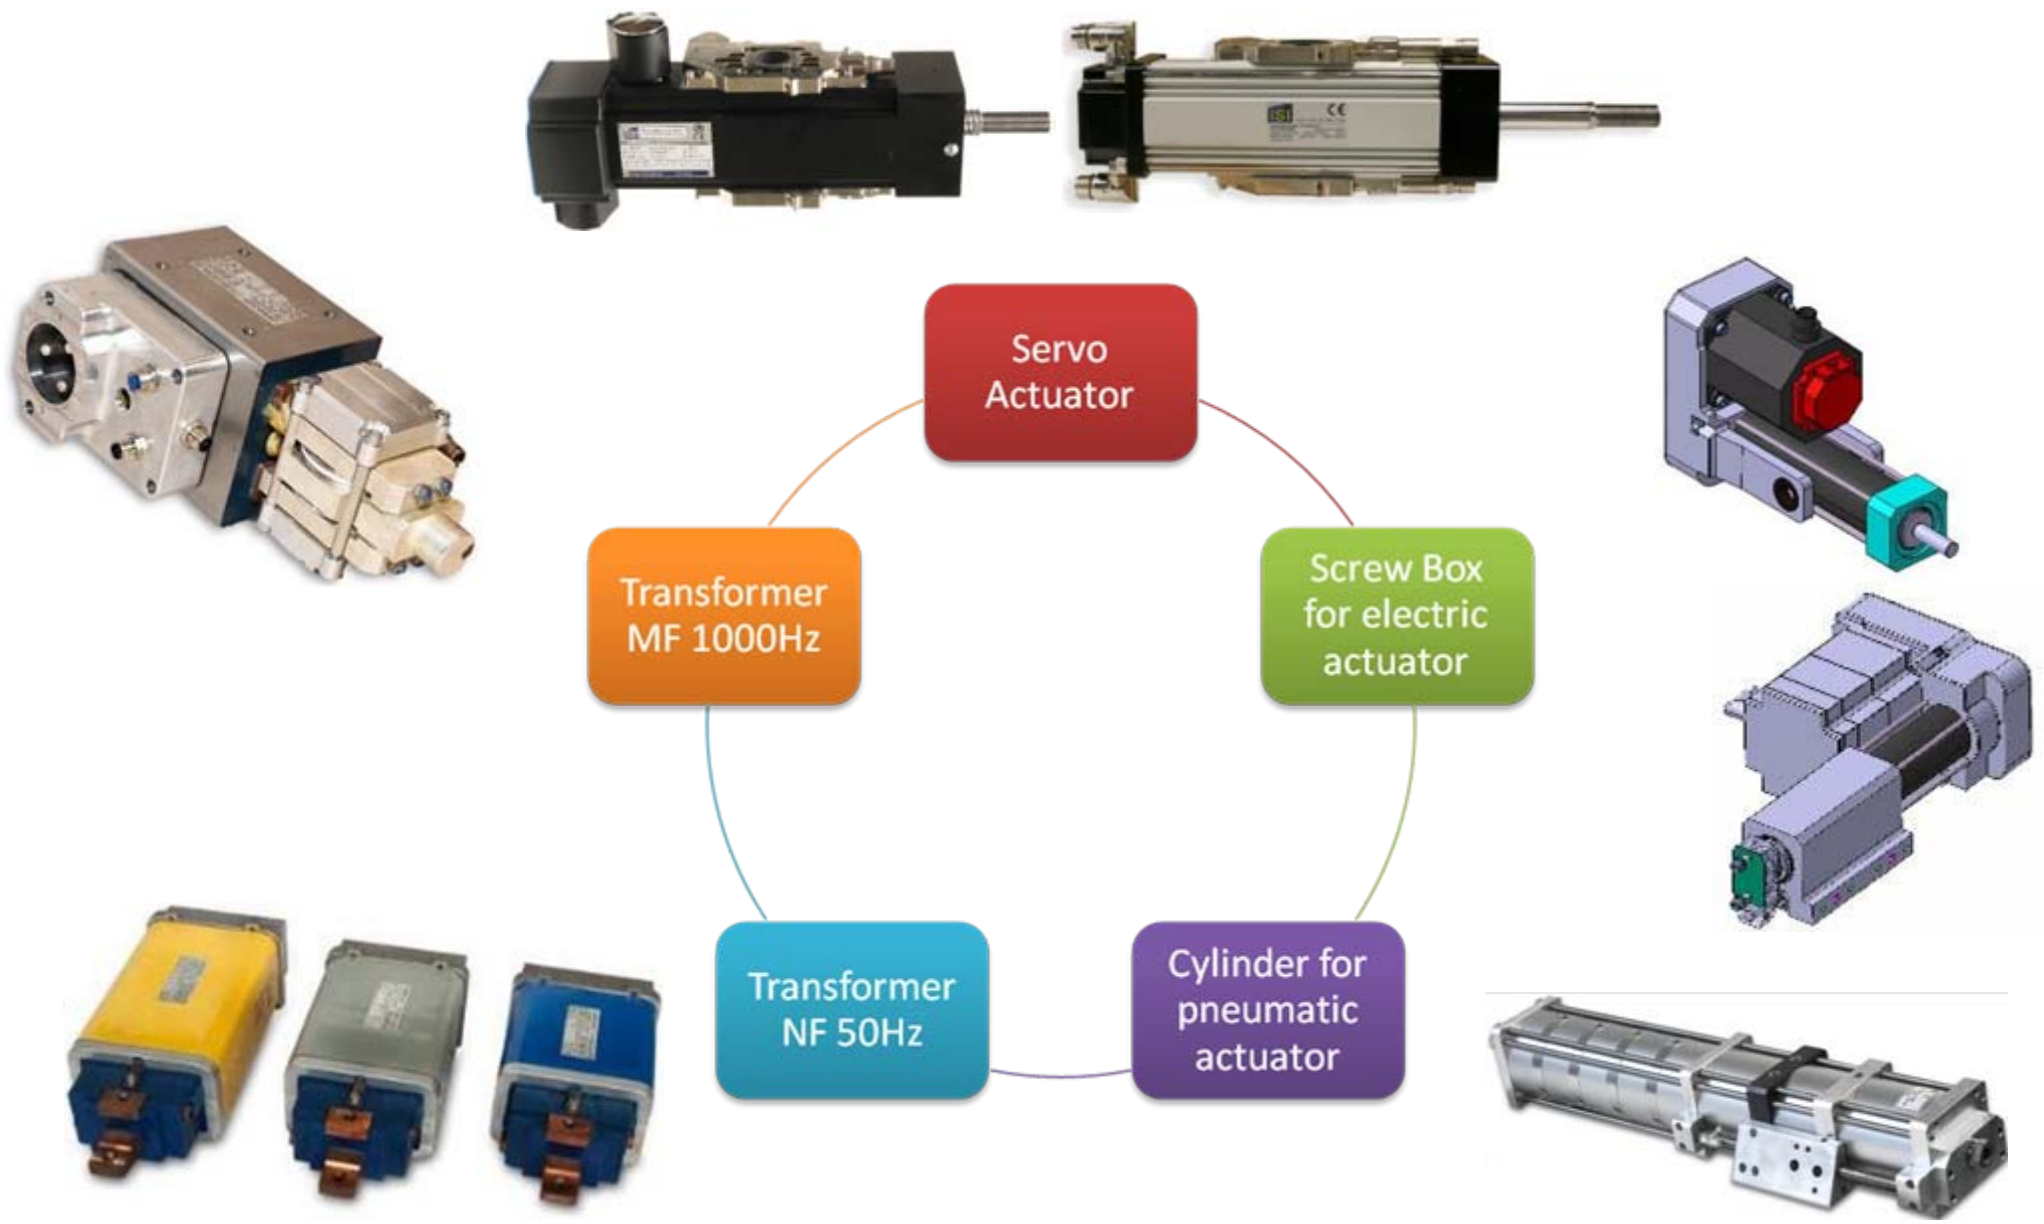 Servo
Actuator
Transformer
MF 1000Hz
Screw Box
for electric
actuator
Transformer
NF 50Hz
Cylinder for
pneumatic
actuator
CE